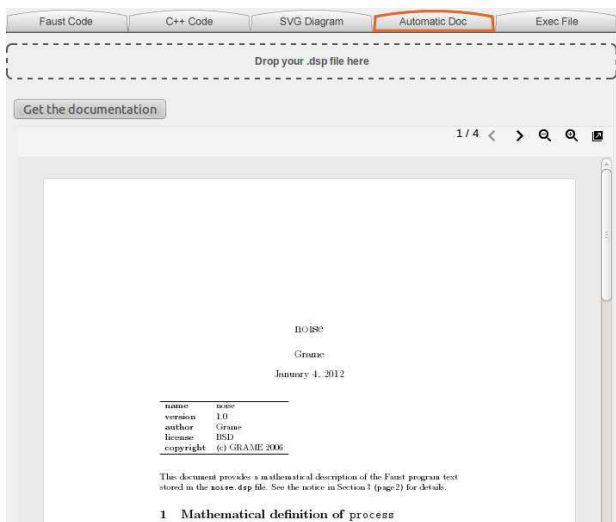 Faust Code C++ Code SVG Diagram Automatic Doc Exec File
Drop your .dsp file here
Get the documentation
1 / 4
noise
Grame
January 4, 2012
name noise
version 1.0
author Grame
license BSD
copyright (c) GRAME 2006
This document provides a mathematical description of the Faust program text
stored in the noise.dsp file. See the notice in Section 3 (page 2) for details.
1 Mathematical definition of process